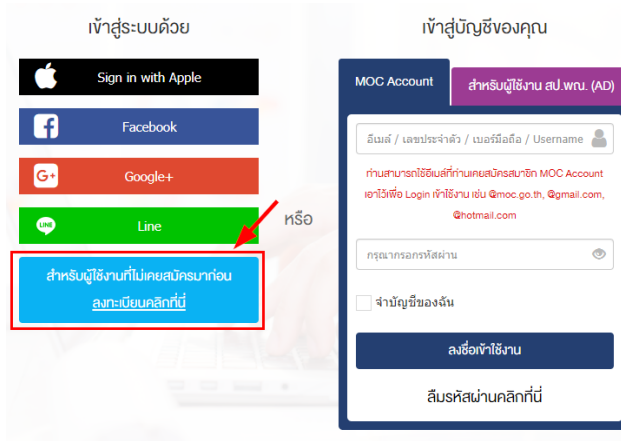 เข้าสู่ระบบด้วย
Sign in with Apple
Facebook
G+
Google+
LINE
Line
สำหรับผู้ใช้งานที่ไม่เคยสมัครมาก่อน
ลงทะเบียนคลิกที่นี่
หรือ
เข้าสู่บัญชีของคุณ
MOC Account
สำหรับผู้ใช้งาน สป.พณ. (AD)
อีเมล์ / เลขประจำตัว / เบอร์มือถือ / Username
ท่านสามารถใช้อีเมล์ที่ท่านเคยสมัครสมาชิก MOC Account
เอาไว้เพื่อ Login เข้าใช้งาน เช่น @moc.go.th, @gmail.com,
@hotmail.com
กรุณากรอกรหัสผ่าน
จำบัญชีของฉัน
ลงชื่อเข้าใช้งาน
ลืมรหัสผ่านคลิกที่นี่